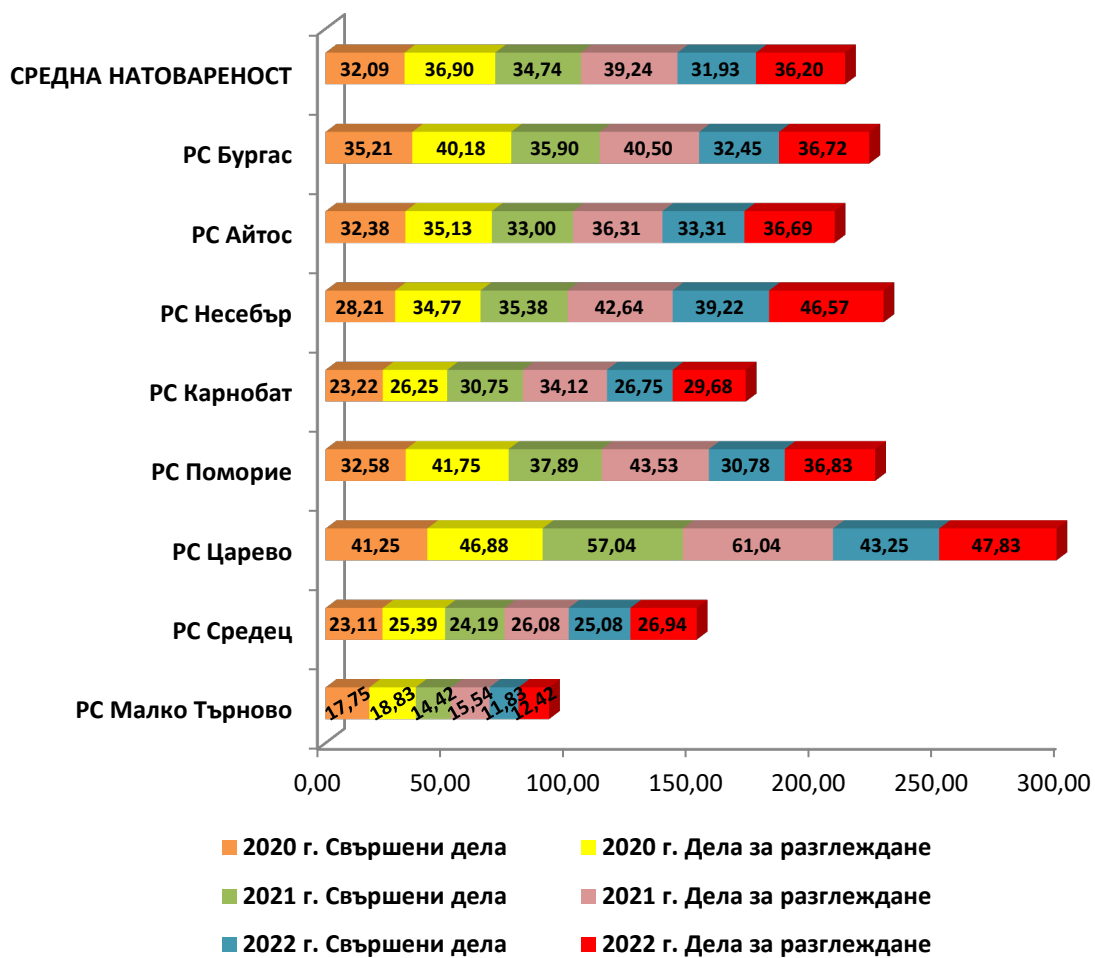 СРЕДНА НАТОВАРЕНОСТ 32,09 36,90 34,74 39,24 31,93 36,20
РС Бургас 35,21 40,18 35,90 40,50 32,45 36,72
РС Айтос 32,38 35,13 33,00 36,31 33,31 36,69
РС Несебър 28,21 34,77 35,38 42,64 39,22 46,57
РС Карнобат 23,22 26,25 30,75 34,12 26,75 29,68
РС Поморие 32,58 41,75 37,89 43,53 30,78 36,83
РС Царево 41,25 46,88 57,04 61,04 43,25 47,83
РС Средец 23,11 25,39 24,19 26,08 25,08 26,94
РС Малко Търново 17,75 18,83 14,42 15,54 11,83 12,42
0,00 50,00 100,00 150,00 200,00 250,00 300,00
2020 г. Свършени дела 2020 г. Дела за разглеждане
2021 г. Свършени дела 2021 г. Дела за разглеждане
2022 г. Свършени дела 2022 г. Дела за разглеждане